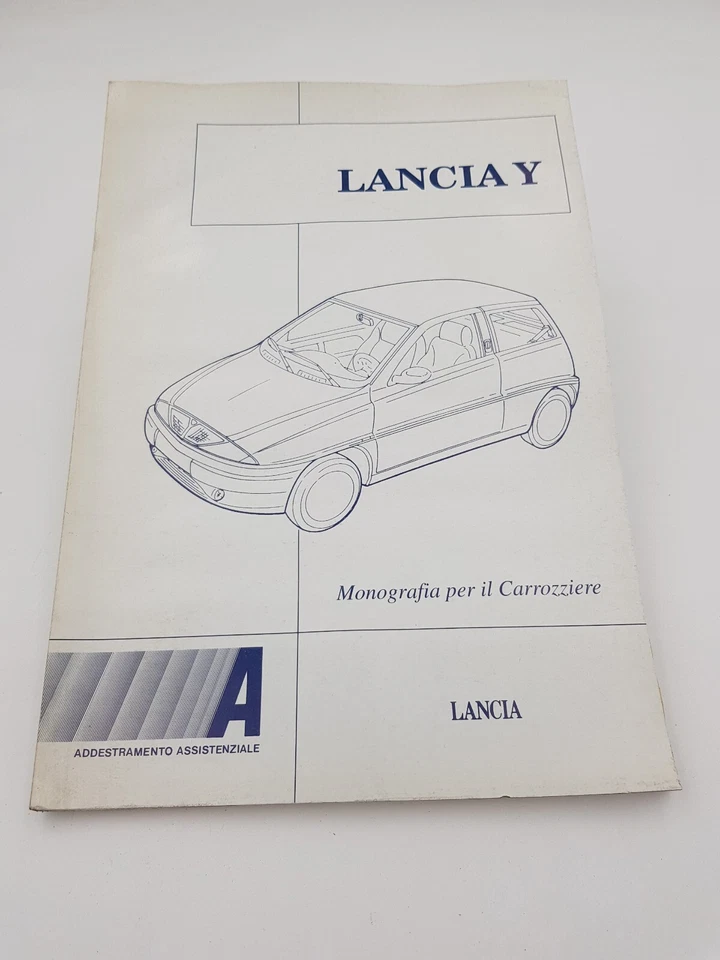 LANCIA Y
Monografia per il Carrozziere
A
ADDESTRAMENTO ASSISTENZIALE
LANCIA